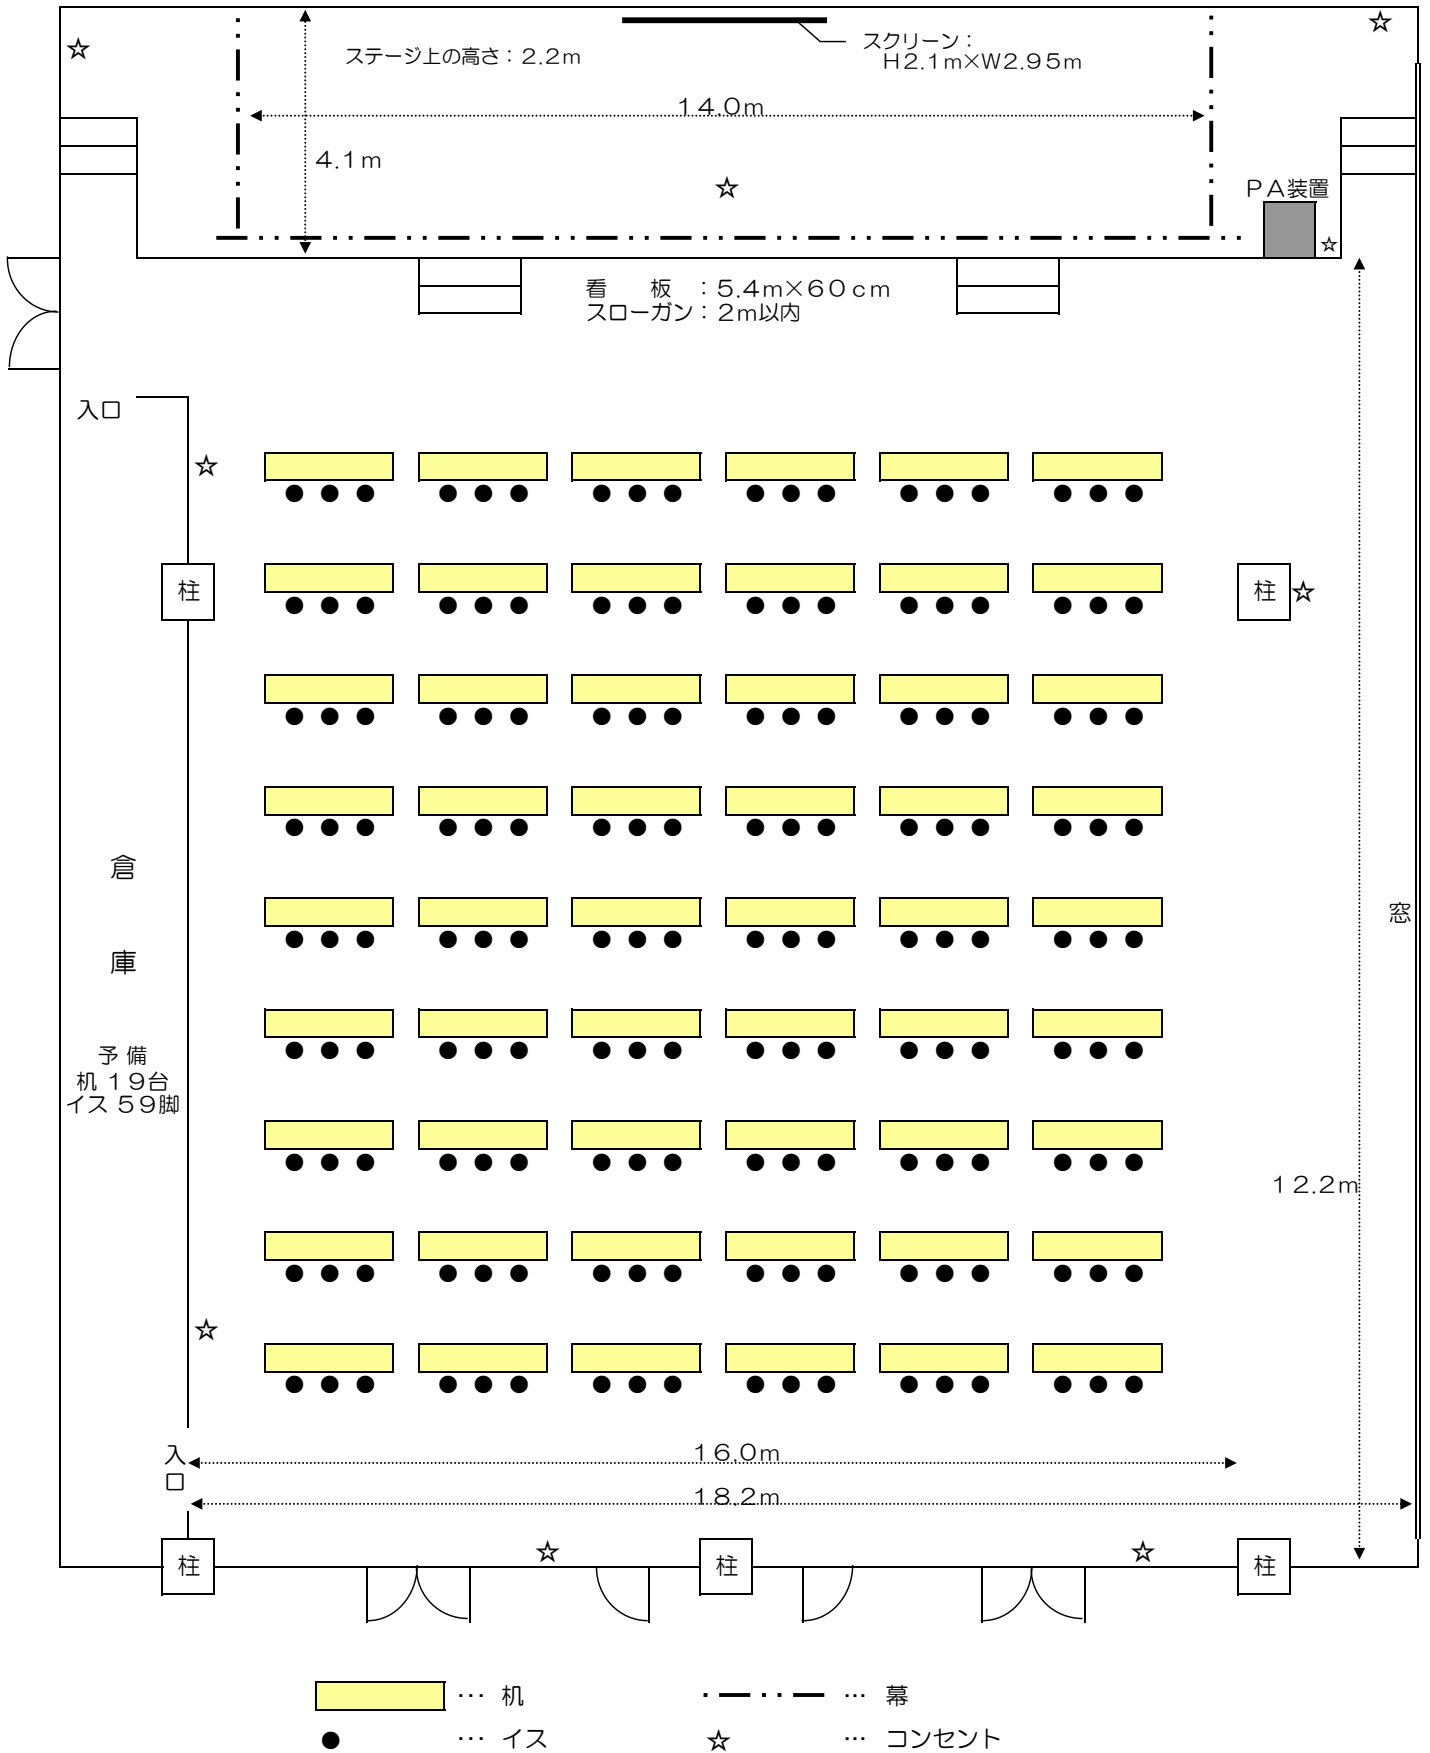 ステージ上の高さ：2.2m
スクリーン：
H2.1m×W2.95m
14.0m
4.1m
ＰＡ装置
看　板　：5.4m×60cm
スローガン：2m以内
入口
柱
柱
倉
庫
窓
予備
机 19台
イス 59脚
12.2m
入
口
16.0m
18.2m
柱
柱
柱
… 机
… 幕
… イス
… コンセント